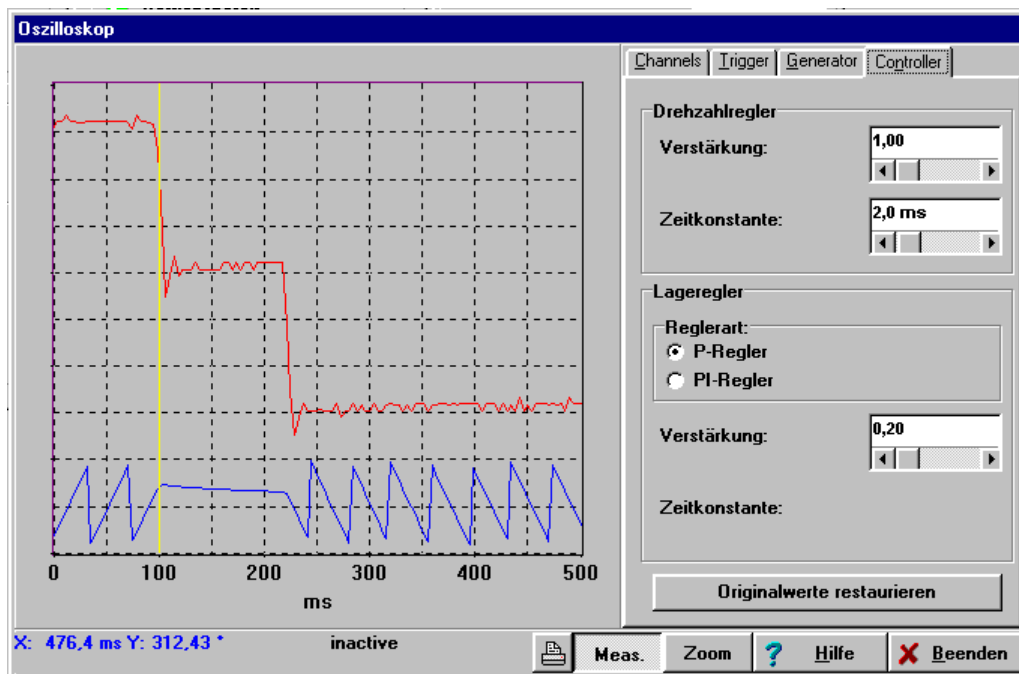 Oszilloskop
Channels Trigger Generator Controller
Drehzahlregler
Verstärkung:
1,00
Zeitkonstante:
2,0 ms
Lageregler
Reglerart:
P-Regler
PI-Regler
Verstärkung:
0,20
Zeitkonstante:
Originalwerte restaurieren
0 100 200 300 400 500
ms
X: 476,4 ms Y: 312,43 °
inactive
Meas. Zoom ? Hilfe Beenden